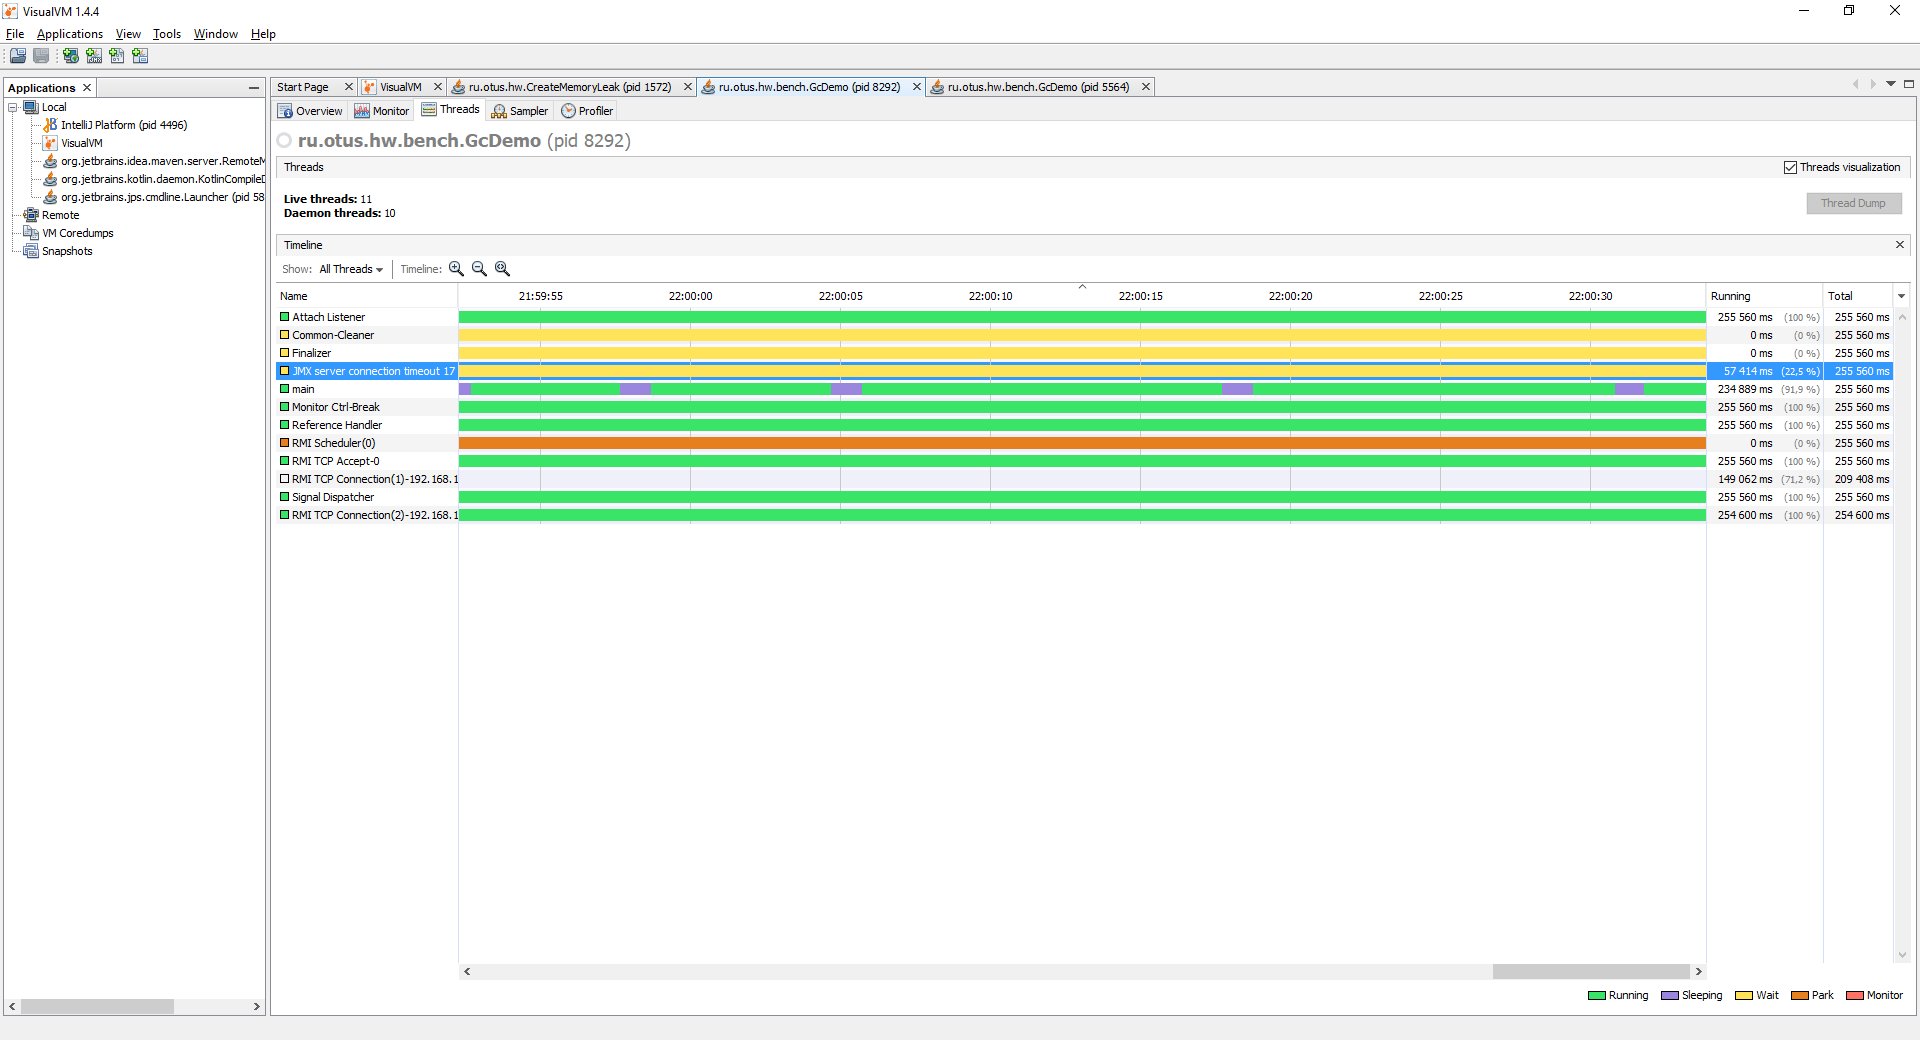 VisualVM 1.4.4
File Applications View Tools Window Help
Applications
Start Page VisualVM ru.otus.hw.CreateMemoryLeak (pid 1572) ru.otus.hw.bench.GcDemo (pid 8292) ru.otus.hw.bench.GcDemo (pid 5564)
Local
IntelliJ Platform (pid 4496)
VisualVM
org.jetbrains.idea.maven.server.RemoteM
org.jetbrains.kotlin.daemon.KotlinCompileD
org.jetbrains.jps.cmdline.Launcher (pid 58
Remote
VM Coredumps
Snapshots
Overview Monitor Threads Sampler Profiler
ru.otus.hw.bench.GcDemo (pid 8292)
Threads Threads visualization
Live threads: 11
Daemon threads: 10
Thread Dump
Timeline
Show: All Threads Timeline:
Name 21:59:55 22:00:00 22:00:05 22:00:10 22:00:15 22:00:20 22:00:25 22:00:30 Running Total
Attach Listener 255 560 ms (100 %) 255 560 ms
Common-Cleaner 0 ms (0 %) 255 560 ms
Finalizer 0 ms (0 %) 255 560 ms
JMX server connection timeout 17 57 414 ms (22,5 %) 255 560 ms
main 234 889 ms (91,9 %) 255 560 ms
Monitor Ctrl-Break 255 560 ms (100 %) 255 560 ms
Reference Handler 255 560 ms (100 %) 255 560 ms
RMI Scheduler(0) 0 ms (0 %) 255 560 ms
RMI TCP Accept-0 255 560 ms (100 %) 255 560 ms
RMI TCP Connection(1)-192.168.1 149 062 ms (71,2 %) 209 408 ms
Signal Dispatcher 255 560 ms (100 %) 255 560 ms
RMI TCP Connection(2)-192.168.1 254 600 ms (100 %) 254 600 ms
Running Sleeping Wait Park Monitor